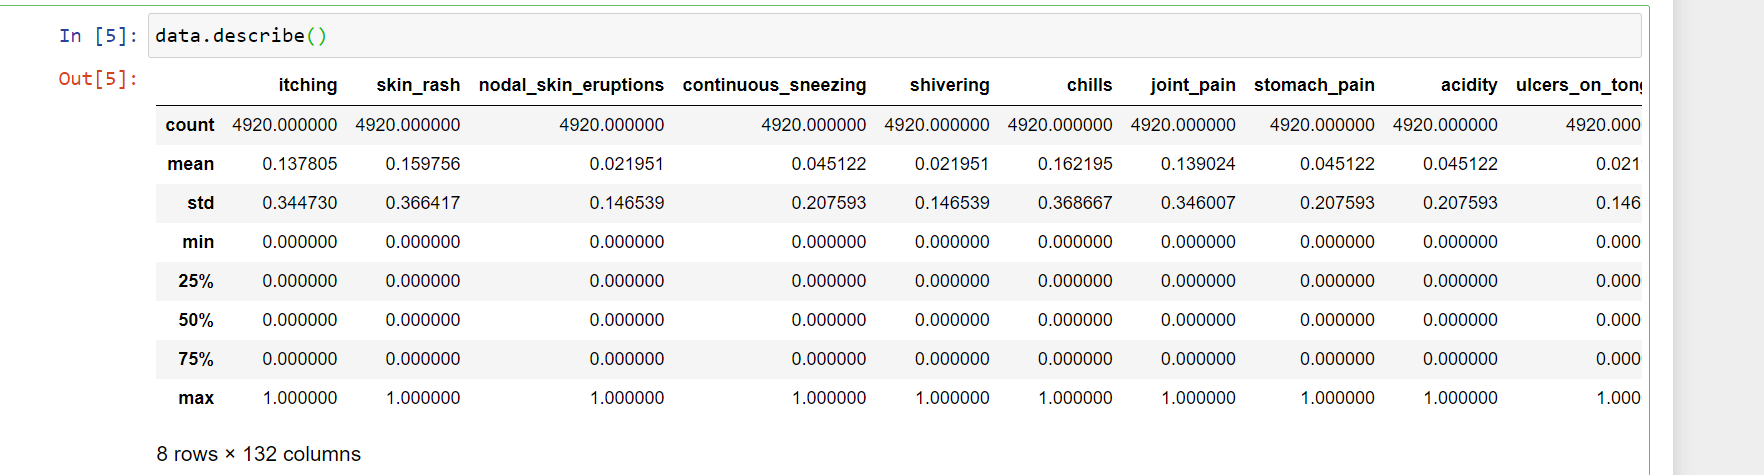 In [5]: data.describe()
Out[5]:
itching skin_rash nodal_skin_eruptions continuous_sneezing shivering chills joint_pain stomach_pain acidity ulcers_on_tong
count 4920.000000 4920.000000 4920.000000 4920.000000 4920.000000 4920.000000 4920.000000 4920.000000 4920.000000 4920.000
mean 0.137805 0.159756 0.021951 0.045122 0.021951 0.162195 0.139024 0.045122 0.045122 0.021
std 0.344730 0.366417 0.146539 0.207593 0.146539 0.368667 0.346007 0.207593 0.207593 0.146
min 0.000000 0.000000 0.000000 0.000000 0.000000 0.000000 0.000000 0.000000 0.000000 0.000
25% 0.000000 0.000000 0.000000 0.000000 0.000000 0.000000 0.000000 0.000000 0.000000 0.000
50% 0.000000 0.000000 0.000000 0.000000 0.000000 0.000000 0.000000 0.000000 0.000000 0.000
75% 0.000000 0.000000 0.000000 0.000000 0.000000 0.000000 0.000000 0.000000 0.000000 0.000
max 1.000000 1.000000 1.000000 1.000000 1.000000 1.000000 1.000000 1.000000 1.000000 1.000
8 rows × 132 columns